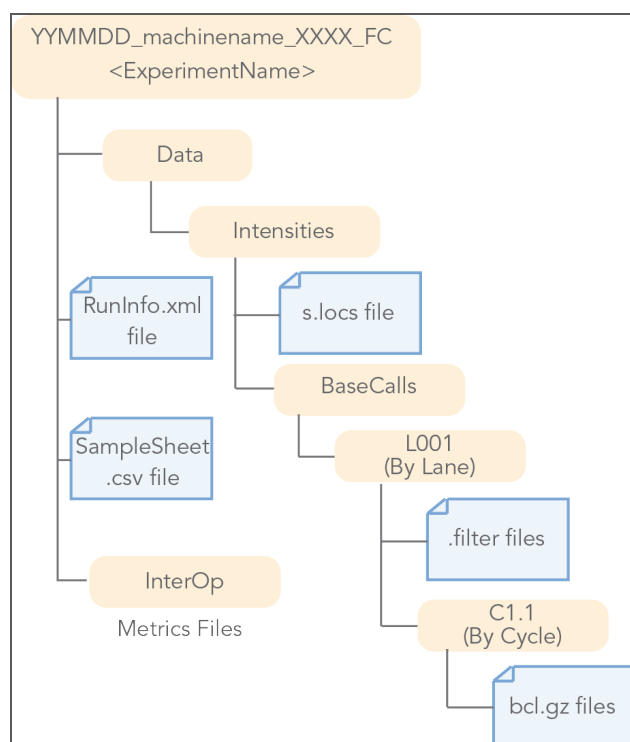 YYMMDD_machinename_XXXX_FC
<ExperimentName>
Data
Intensities
RunInfo.xml
file
s.locs file
BaseCalls
SampleSheet
.csv file
L001
(By Lane)
.filter files
InterOp
Metrics Files
C1.1
(By Cycle)
bcl.gz files